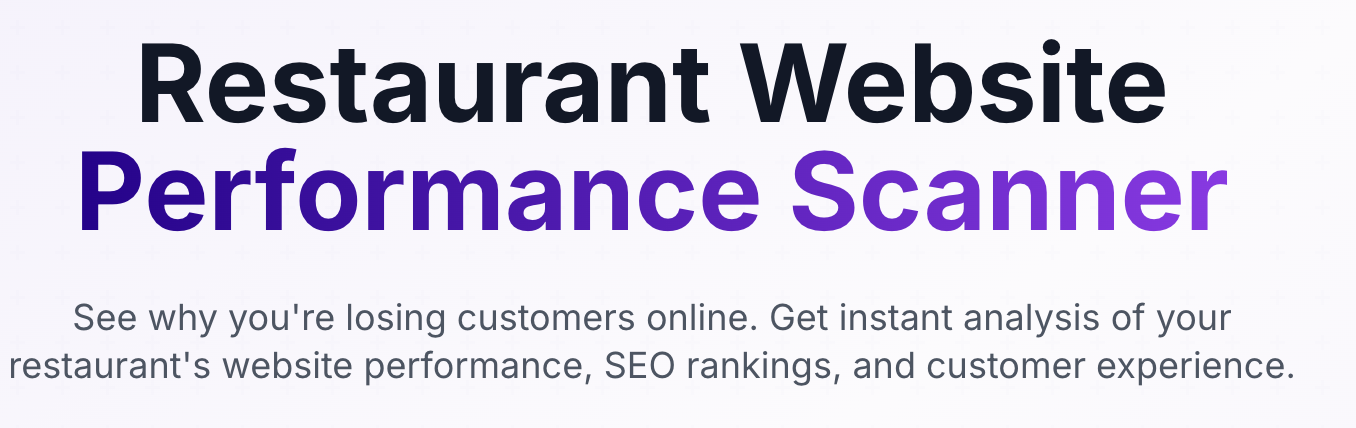 Restaurant Website
Performance Scanner
See why you're losing customers online. Get instant analysis of your
restaurant's website performance, SEO rankings, and customer experience.